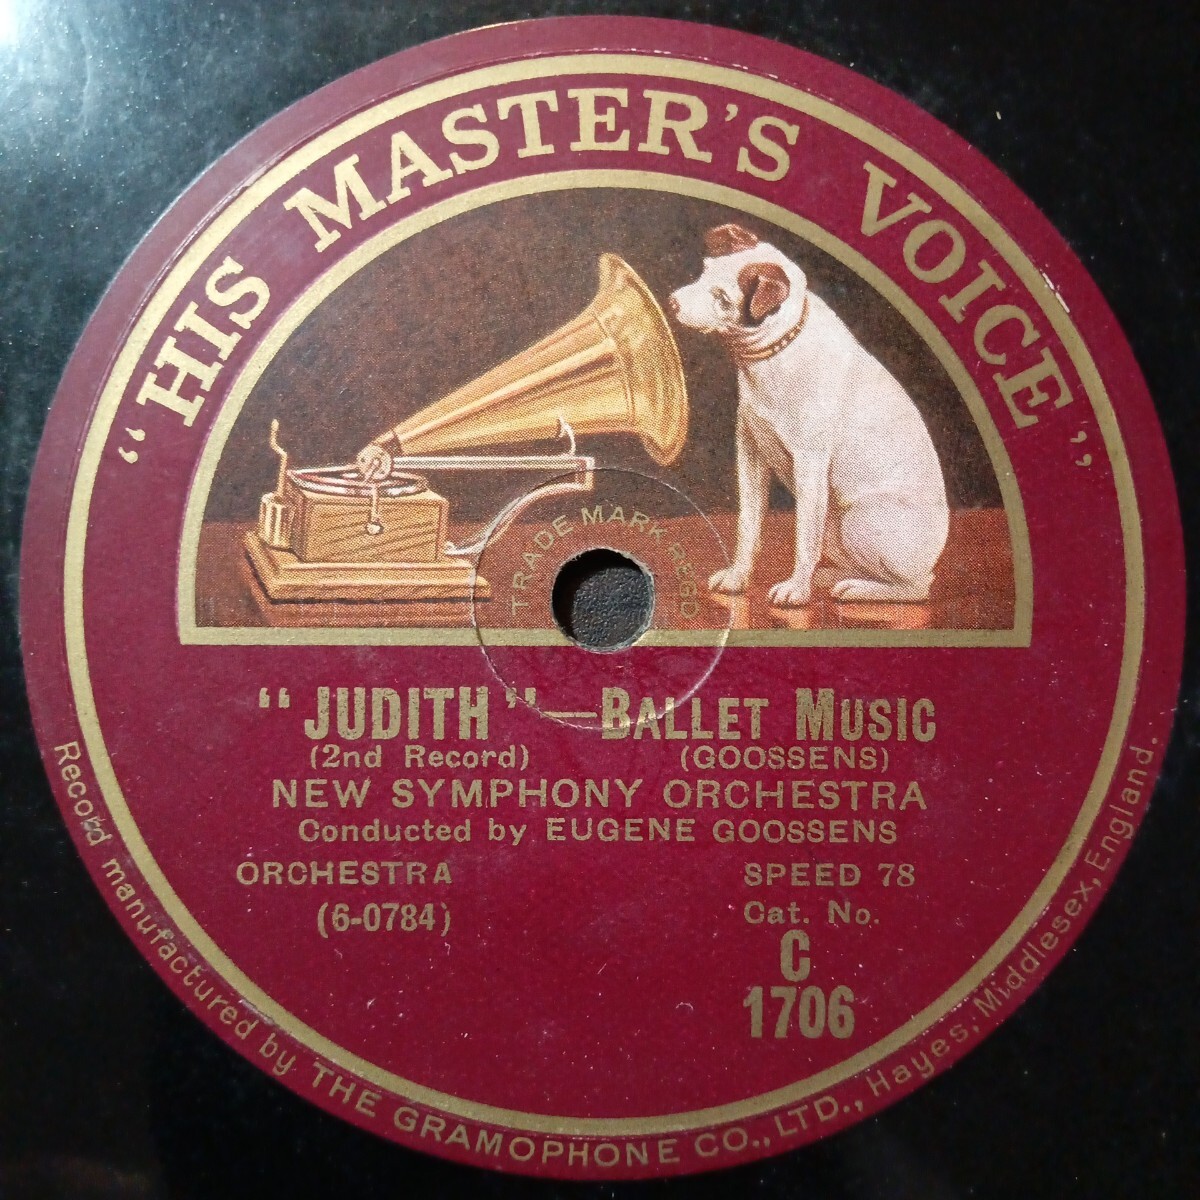 “HIS MASTER'S VOICE”
TRADE MARK REGD
“JUDITH”—BALLET MUSIC
(2nd Record) (GOOSSENS)
NEW SYMPHONY ORCHESTRA
Conducted by EUGENE GOOSSENS
ORCHESTRA SPEED 78
(6-0784) Cat. No.
C
1706
Record manufactured by THE GRAMOPHONE CO., LTD., Hayes, Middlesex, England.